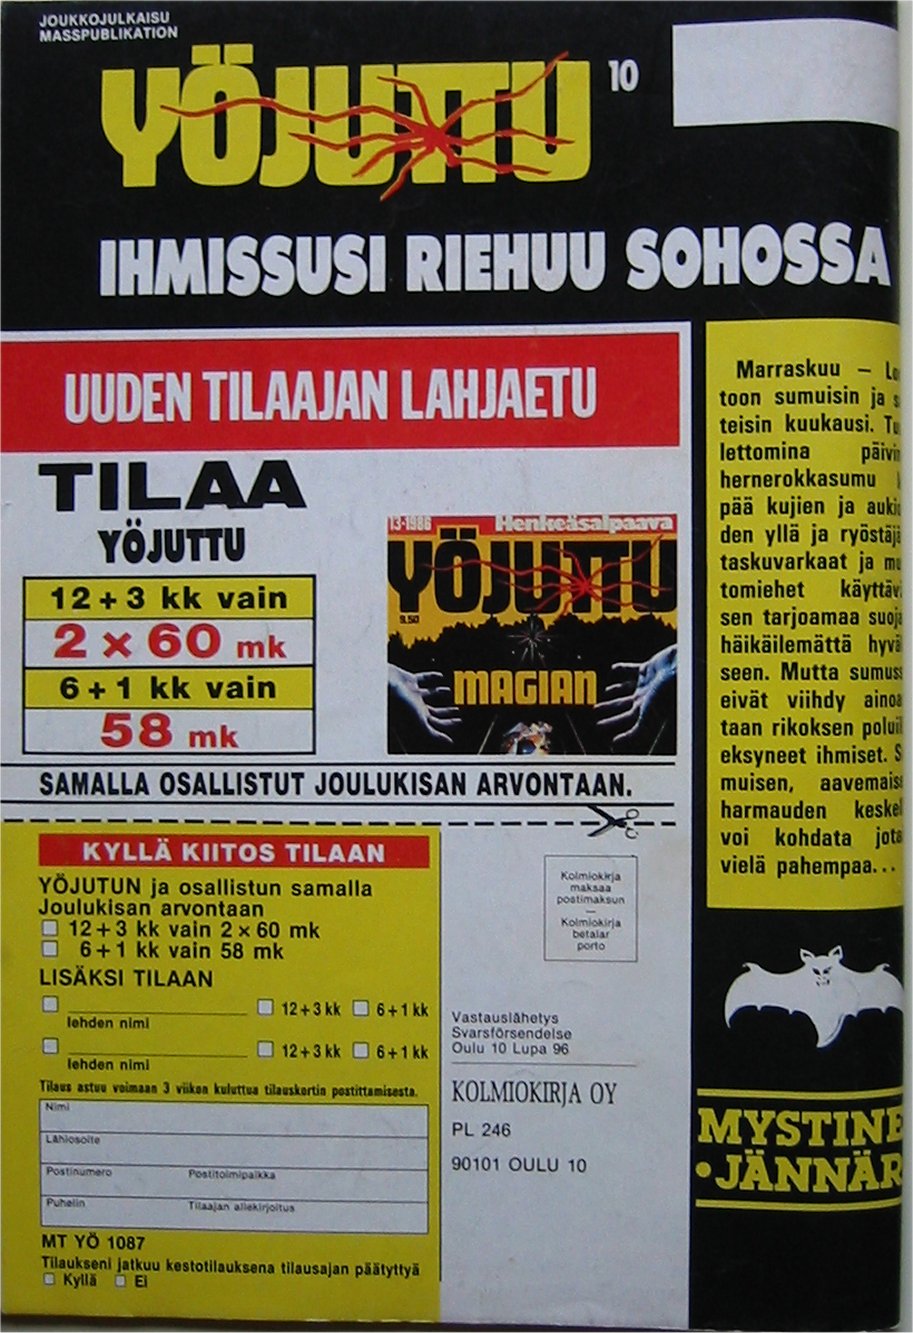 JOUKKOJULKAISU
MASSPUBLIKATION
YÖJUTTU 10
IHMISSUSI RIEHUU SOHOSSA
UUDEN TILAAJAN LAHJAETU
TILAA
YÖJUTTU
12 + 3 kk vain
2 x 60 mk
6 + 1 kk vain
58 mk
13-1986 Henkeäsalpaava
YÖJUTTU
9,50
MAGIAN
SAMALLA OSALLISTUT JOULUKISAN ARVONTAAN.
KYLLÄ KIITOS TILAAN
YÖJUTUN ja osallistun samalla
Joulukisan arvontaan
12 + 3 kk vain 2 x 60 mk
6 + 1 kk vain 58 mk
LISÄKSI TILAAN
12 + 3 kk 6 + 1 kk
lehden nimi
12 + 3 kk 6 + 1 kk
lehden nimi
Tilaus astuu voimaan 3 viikon kuluttua tilauskortin postittamisesta.
Nimi
Lähiosoite
Postinumero Postitoimipaikka
Puhelin Tilaajan allekirjoitus
MT YÖ 1087
Tilaukseni jatkuu kestotilauksena tilausajan päätyttyä
Kyllä Ei
Kolmiokirja
maksaa
postimaksun
—
Kolmiokirja
betalar
porto
Vastauslähetys
Svarsförsendelse
Oulu 10 Lupa 96
KOLMIOKIRJA OY
PL 246
90101 OULU 10
Marraskuu –
toon sumuisin ja
teisin kuukausi.
lettomina
hernerokkasumu
pää kujien ja
den yllä ja
taskuvarkaat ja
tomiehet
sen tarjoamaa
häikäilemättä
seen. Mutta
eivät viihdy
taan rikoksen
eksyneet ihmiset.
muisen,
harmauden
voi kohdata
vielä pahempaa...
MYSTINE
• JÄNNÄR